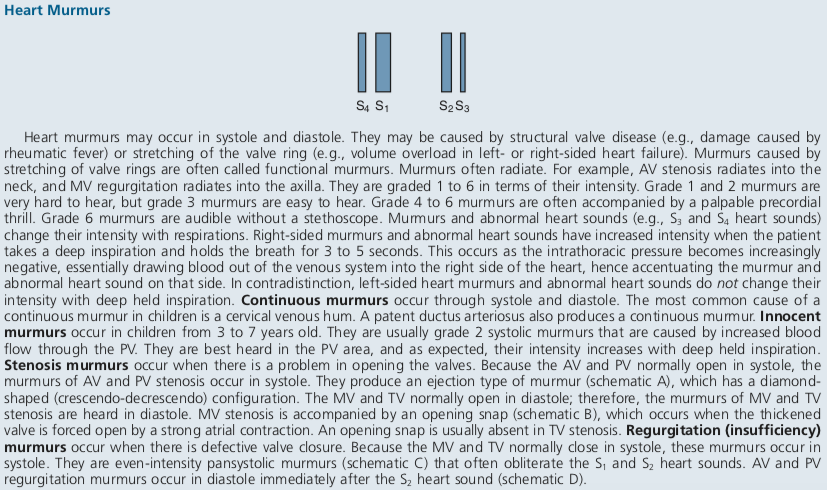 Heart Murmurs
S4 S1 S2 S3
Heart murmurs may occur in systole and diastole. They may be caused by structural valve disease (e.g., damage caused by
rheumatic fever) or stretching of the valve ring (e.g., volume overload in left- or right-sided heart failure). Murmurs caused by
stretching of valve rings are often called functional murmurs. Murmurs often radiate. For example, AV stenosis radiates into the
neck, and MV regurgitation radiates into the axilla. They are graded 1 to 6 in terms of their intensity. Grade 1 and 2 murmurs are
very hard to hear, but grade 3 murmurs are easy to hear. Grade 4 to 6 murmurs are often accompanied by a palpable precordial
thrill. Grade 6 murmurs are audible without a stethoscope. Murmurs and abnormal heart sounds (e.g., S3 and S4 heart sounds)
change their intensity with respirations. Right-sided murmurs and abnormal heart sounds have increased intensity when the patient
takes a deep inspiration and holds the breath for 3 to 5 seconds. This occurs as the intrathoracic pressure becomes increasingly
negative, essentially drawing blood out of the venous system into the right side of the heart, hence accentuating the murmur and
abnormal heart sound on that side. In contradistinction, left-sided heart murmurs and abnormal heart sounds do not change their
intensity with deep held inspiration. Continuous murmurs occur through systole and diastole. The most common cause of a
continuous murmur in children is a cervical venous hum. A patent ductus arteriosus also produces a continuous murmur. Innocent
murmurs occur in children from 3 to 7 years old. They are usually grade 2 systolic murmurs that are caused by increased blood
flow through the PV. They are best heard in the PV area, and as expected, their intensity increases with deep held inspiration.
Stenosis murmurs occur when there is a problem in opening the valves. Because the AV and PV normally open in systole, the
murmurs of AV and PV stenosis occur in systole. They produce an ejection type of murmur (schematic A), which has a diamond-
shaped (crescendo-decrescendo) configuration. The MV and TV normally open in diastole; therefore, the murmurs of MV and TV
stenosis are heard in diastole. MV stenosis is accompanied by an opening snap (schematic B), which occurs when the thickened
valve is forced open by a strong atrial contraction. An opening snap is usually absent in TV stenosis. Regurgitation (insufficiency)
murmurs occur when there is defective valve closure. Because the MV and TV normally close in systole, these murmurs occur in
systole. They are even-intensity pansystolic murmurs (schematic C) that often obliterate the S1 and S2 heart sounds. AV and PV
regurgitation murmurs occur in diastole immediately after the S2 heart sound (schematic D).